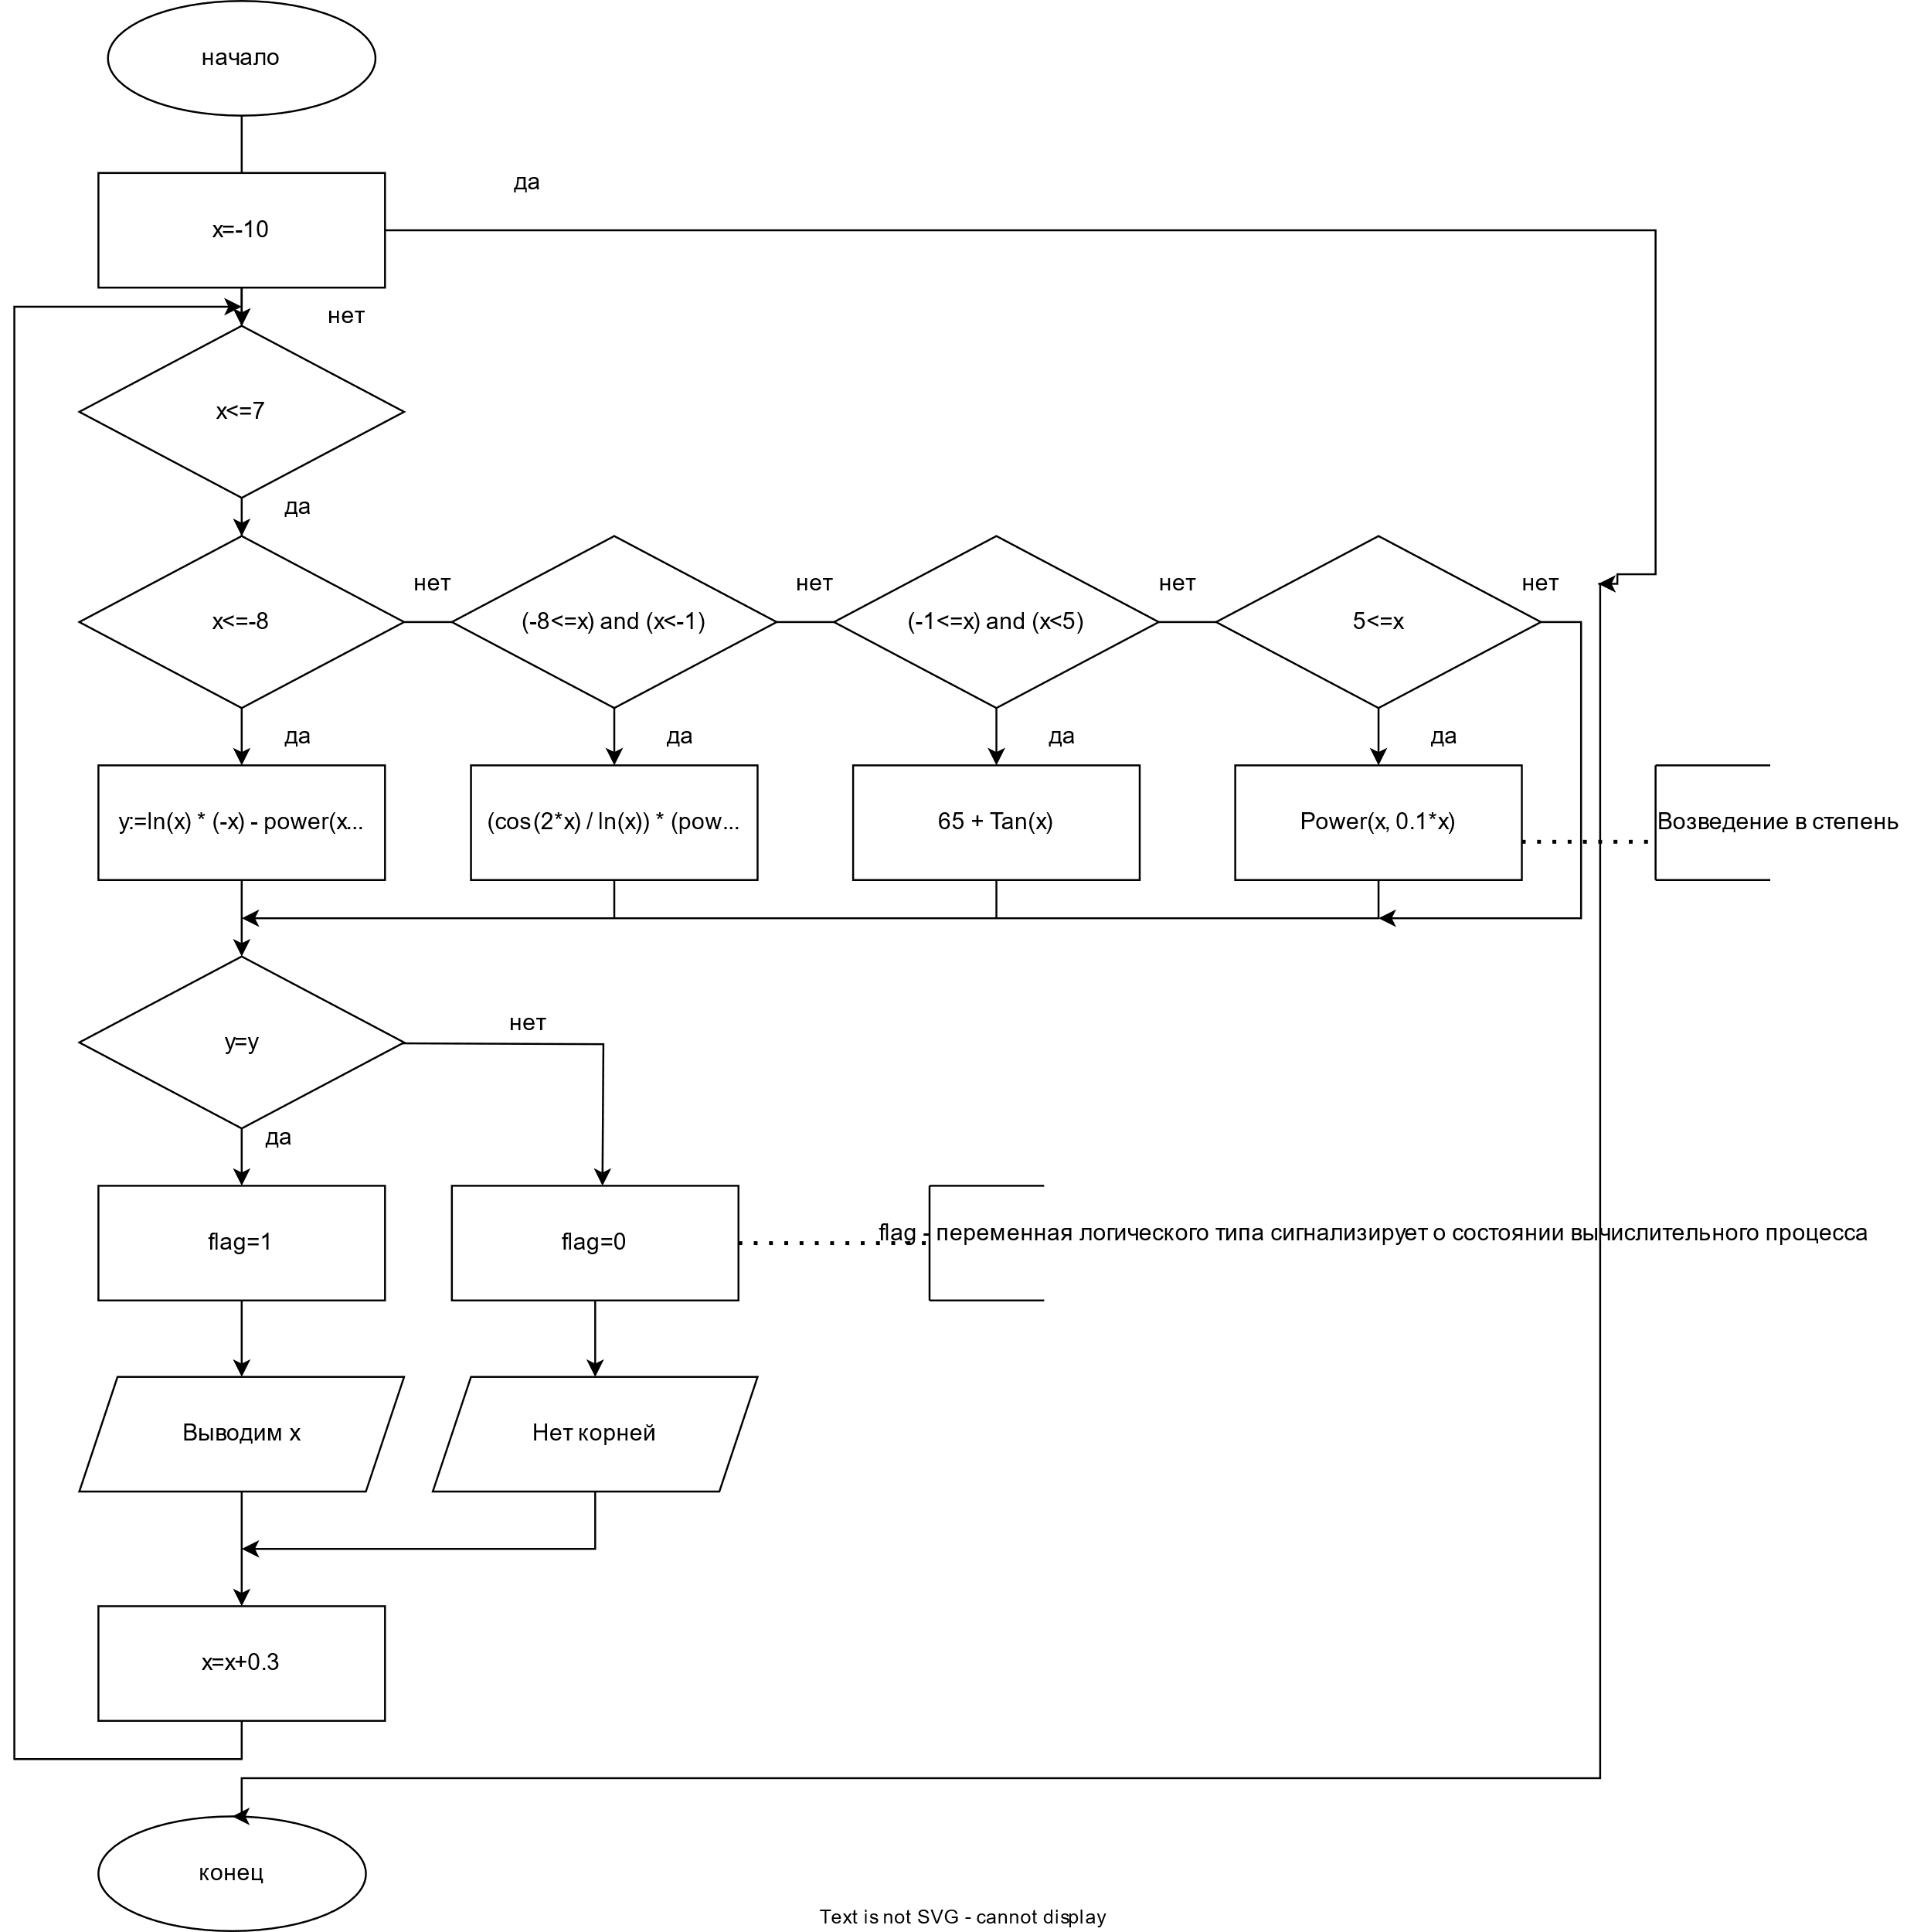 начало
да
x=-10
нет
x<=7
да
нет
нет
нет
нет
x<=-8
(-8<=x) and (x<-1)
(-1<=x) and (x<5)
5<=x
да
да
да
да
y:=ln(x) * (-x) - power(x...
(cos(2*x) / ln(x)) * (pow...
65 + Tan(x)
Power(x, 0.1*x)
Возведение в степень
нет
y=y
да
flag=1
flag=0
flag - переменная логического типа сигнализирует о состоянии вычислительного процесса
Выводим x
Нет корней
x=x+0.3
конец
Text is not SVG - cannot display